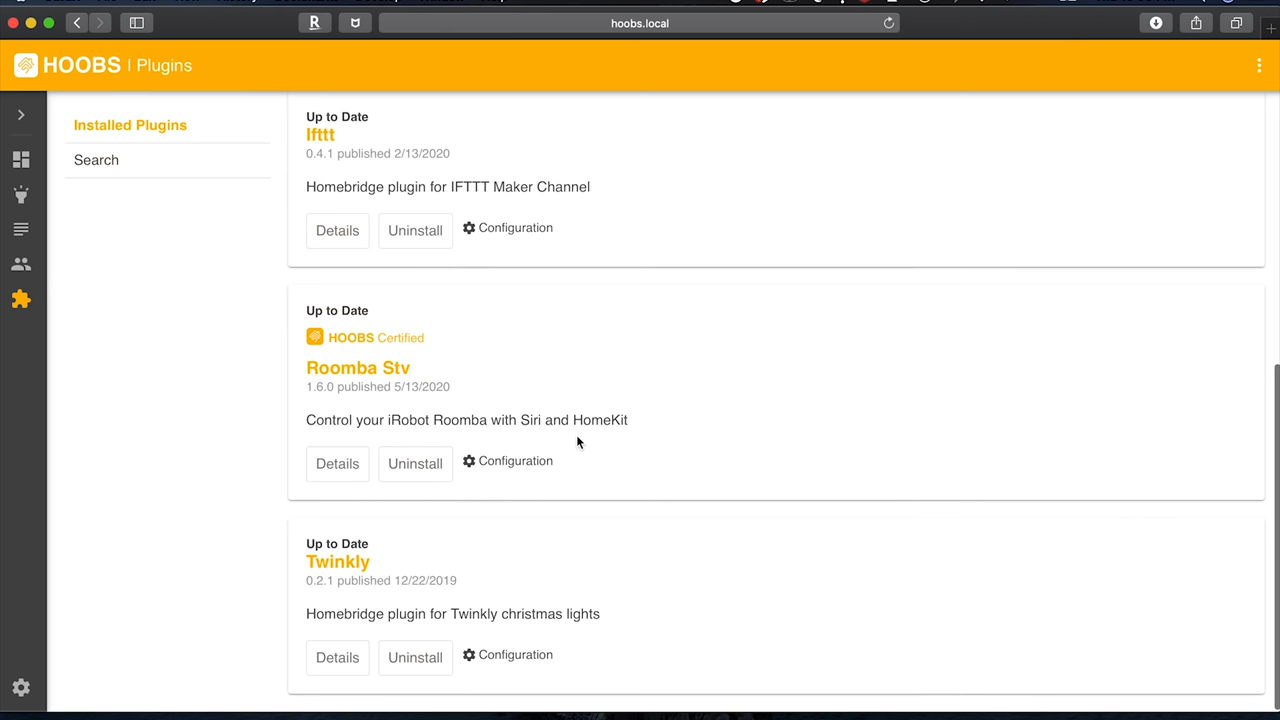 hoobs.local
HOOBS | Plugins
Installed Plugins
Search
Up to Date
Ifttt
0.4.1 published 2/13/2020
Homebridge plugin for IFTTT Maker Channel
Details
Uninstall
Configuration
Up to Date
HOOBS Certified
Roomba Stv
1.6.0 published 5/13/2020
Control your iRobot Roomba with Siri and HomeKit
Details
Uninstall
Configuration
Up to Date
Twinkly
0.2.1 published 12/22/2019
Homebridge plugin for Twinkly christmas lights
Details
Uninstall
Configuration